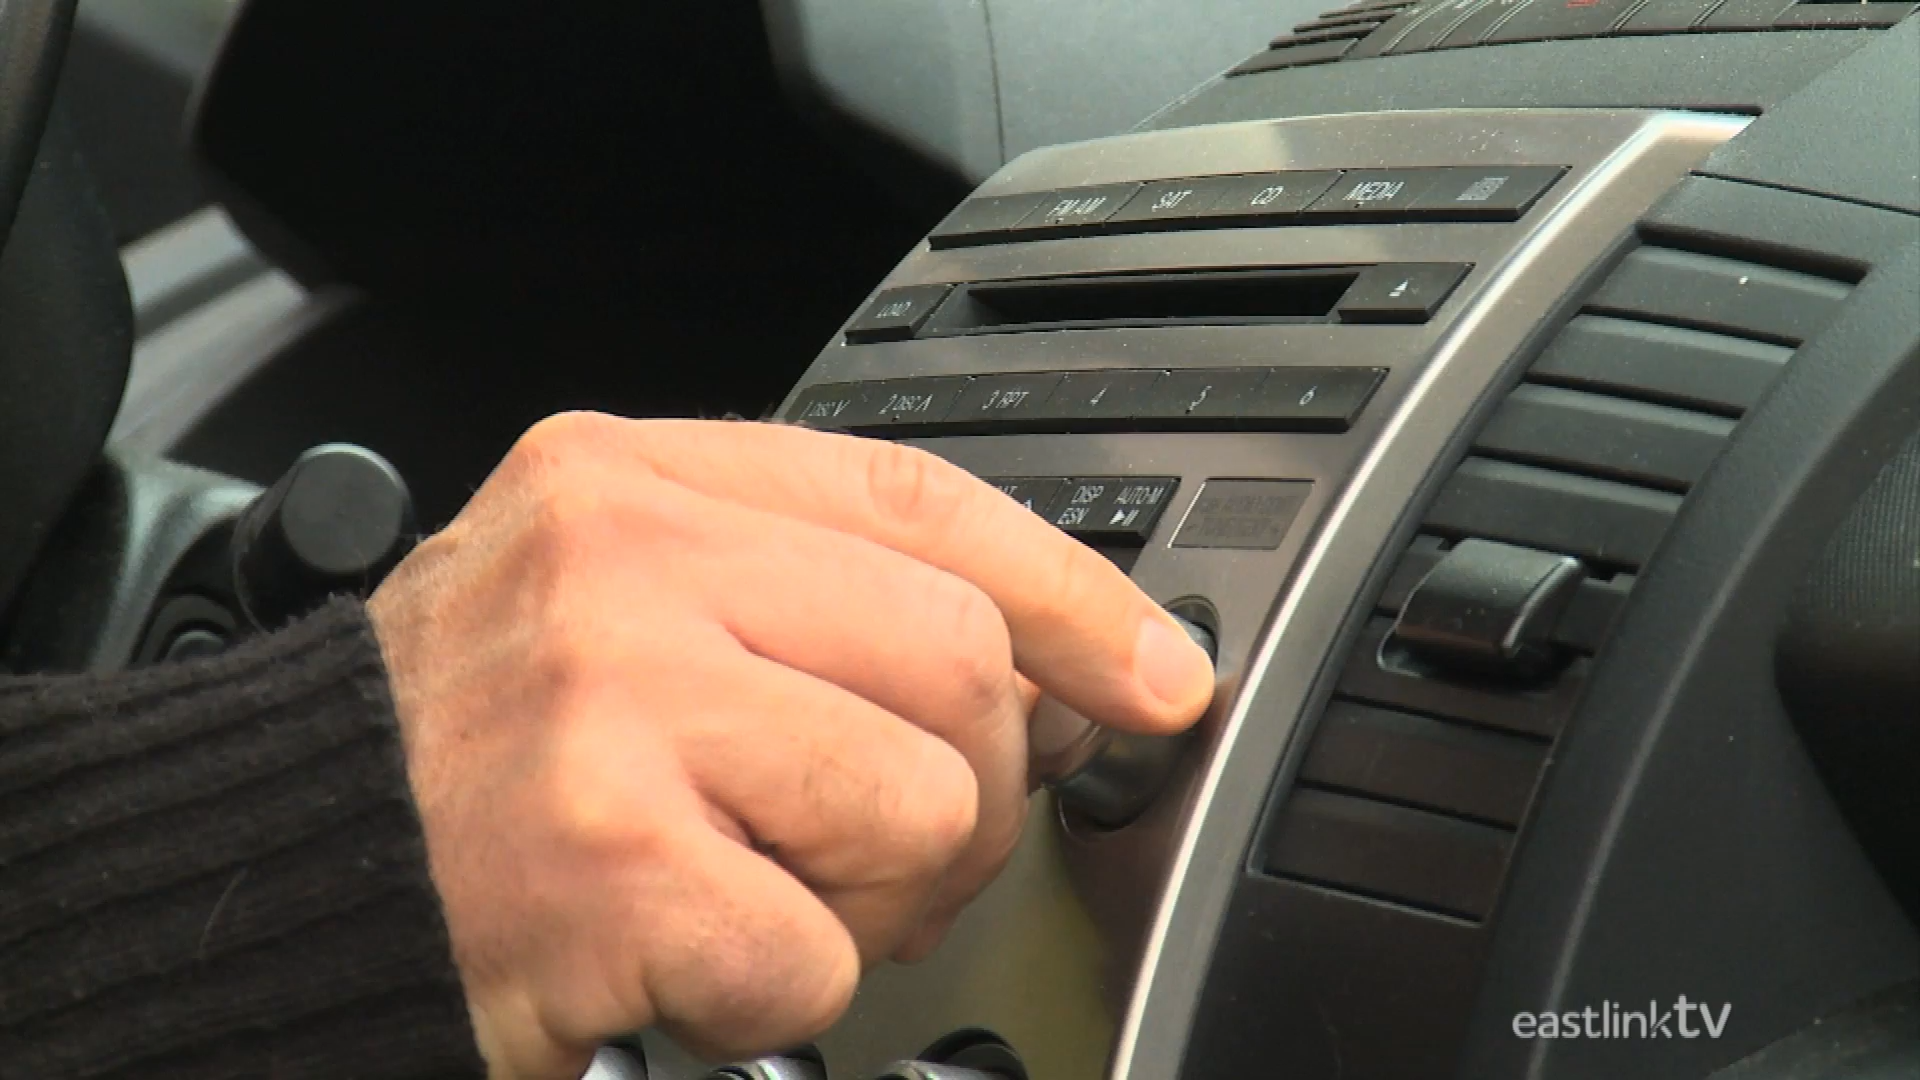 FM·AM SAT CD MEDIA
LOAD
1 DISC∨ 2 DISC∧ 3 RPT 4 5 6
DISP AUTO-M
ESN ▶II
eastlinktv